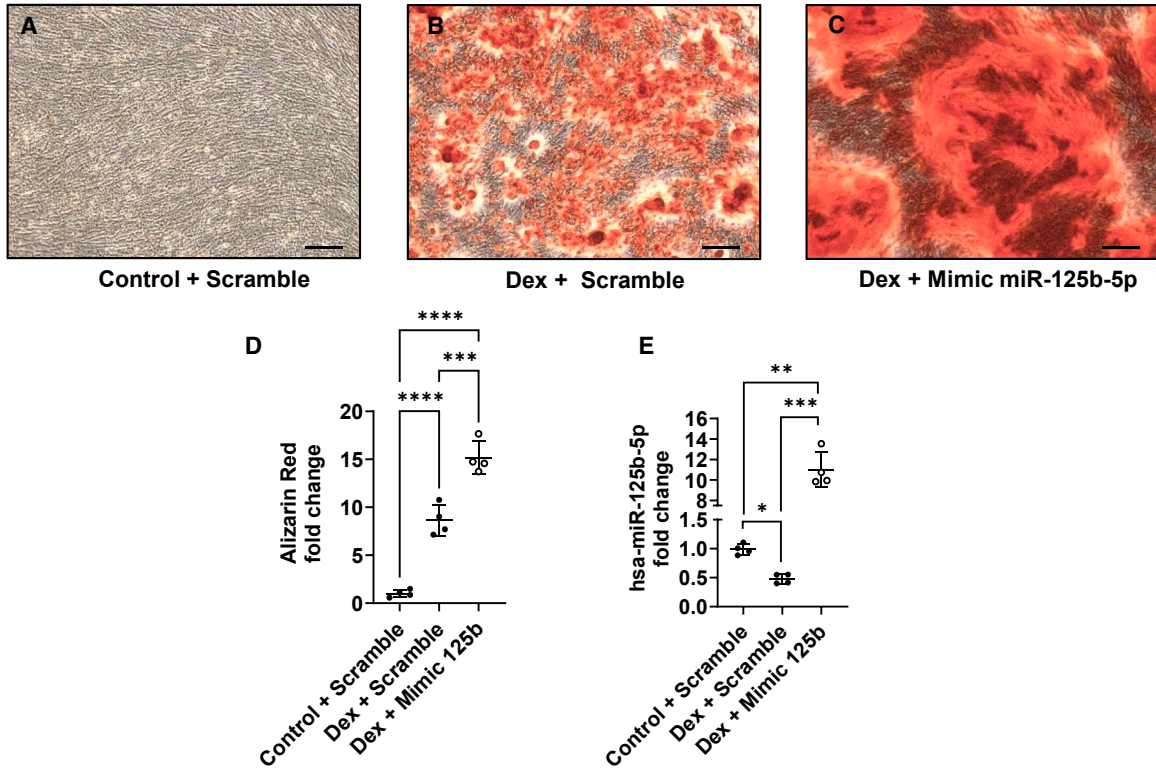 A
B
C
Control + Scramble
Dex + Scramble
Dex + Mimic miR-125b-5p
D
****
***
****
20
15
10
5
0
Alizarin Red
fold change
Control + Scramble
Dex + Scramble
Dex + Mimic 125b
E
**
***
*
16
14
12
10
8
1.5
1.0
0.5
0.0
hsa-miR-125b-5p
fold change
Control + Scramble
Dex + Scramble
Dex + Mimic 125b